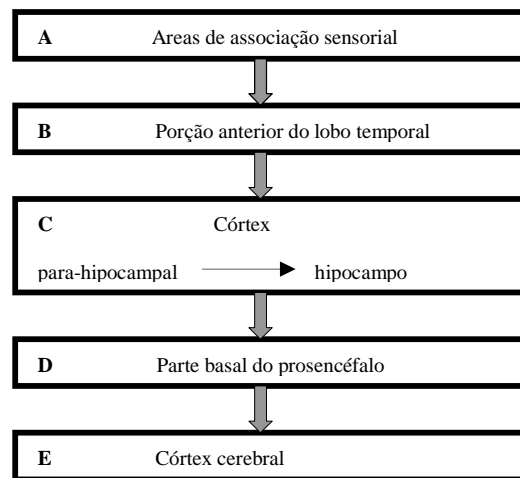 A Areas de associação sensorial
B Porção anterior do lobo temporal
C Córtex
para-hipocampal hipocampo
D Parte basal do prosencéfalo
E Córtex cerebral